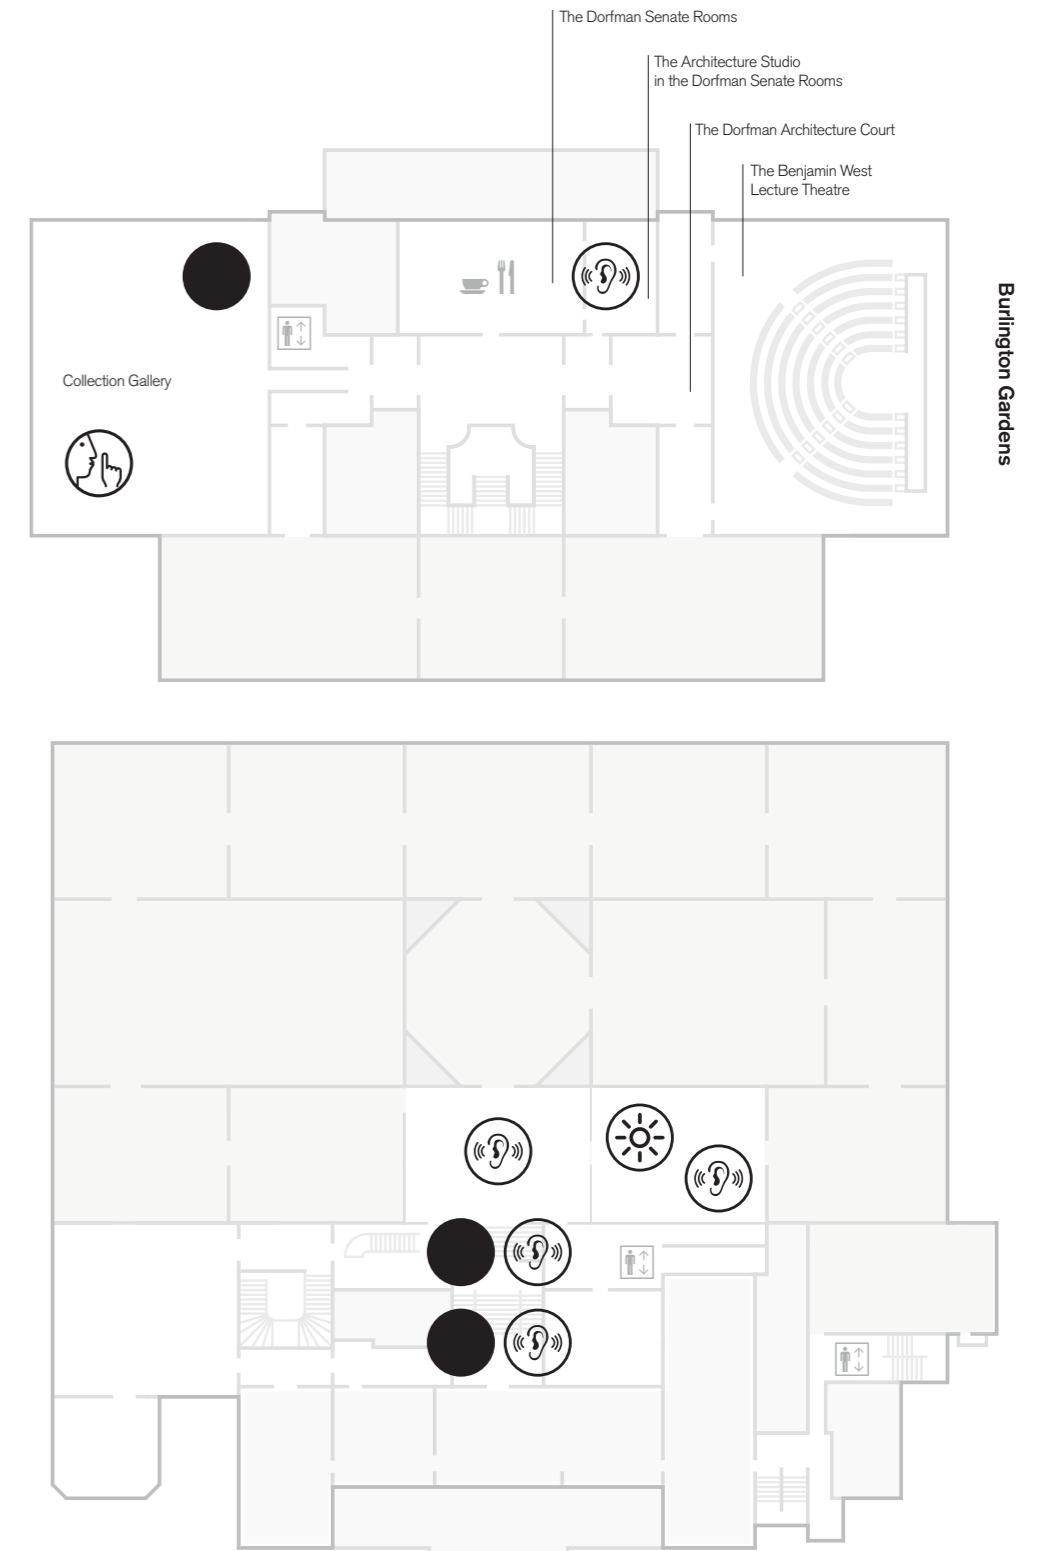 The Dorfman Senate Rooms
The Architecture Studio
in the Dorfman Senate Rooms
The Dorfman Architecture Court
The Benjamin West
Lecture Theatre
Burlington Gardens
Collection Gallery